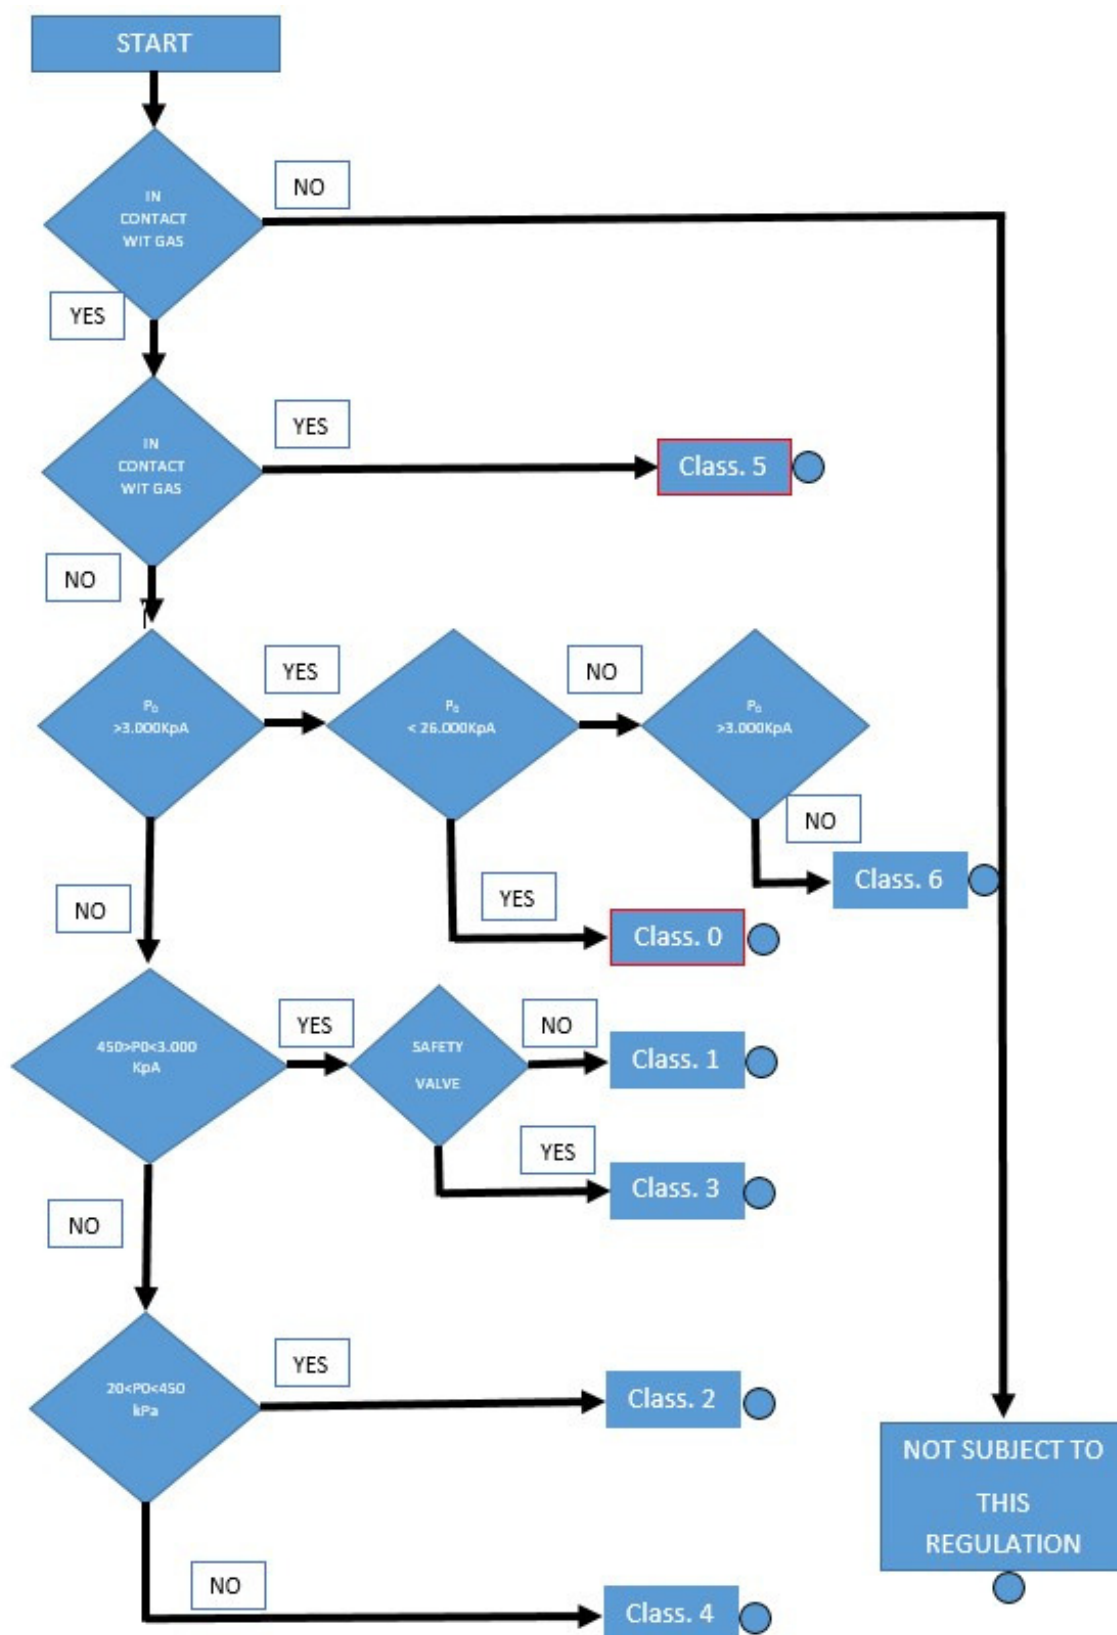 START
IN
CONTACT
WIT GAS
NO
YES
IN
CONTACT
WIT GAS
YES
Class. 5
NO
P₀
>3.000KpA
YES
P₀
< 26.000KpA
NO
P₀
>3.000KpA
NO
Class. 6
YES
Class. 0
NO
450>P0<3.000
KpA
YES
SAFETY
VALVE
NO
Class. 1
YES
Class. 3
NO
20<P0<450
kPa
YES
Class. 2
NO
Class. 4
NOT SUBJECT TO
THIS
REGULATION